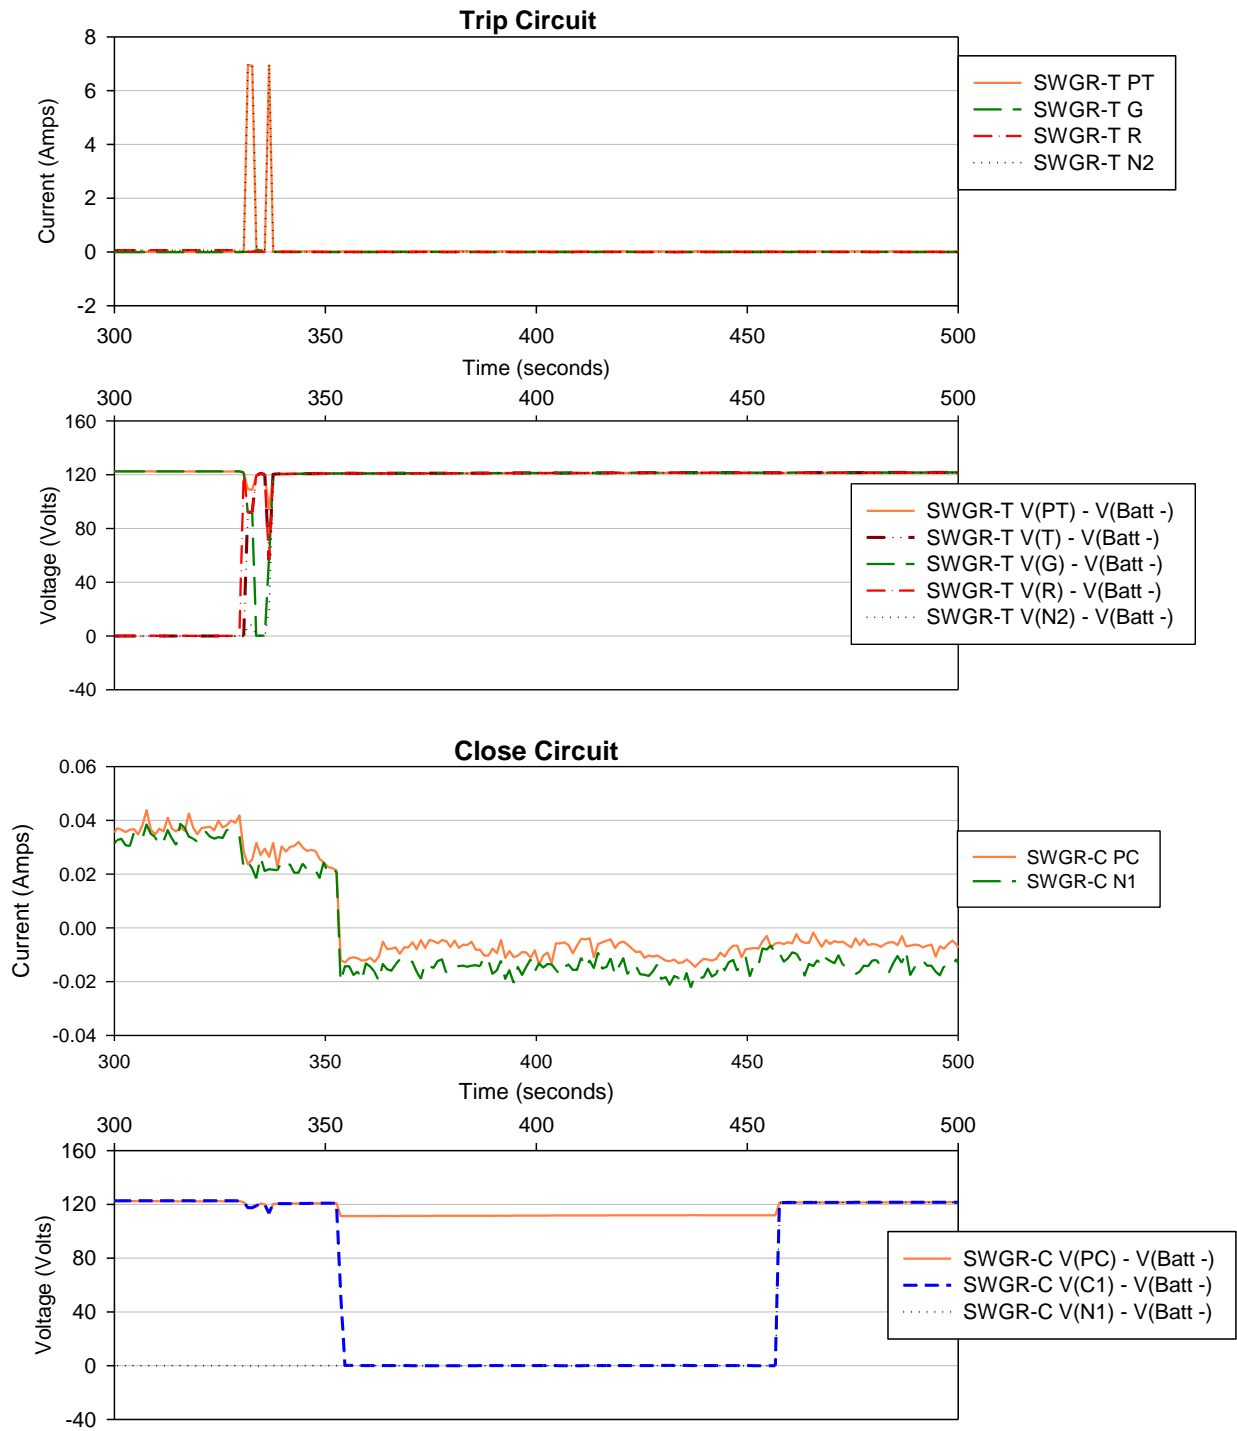 Trip Circuit
8
6
4
2
0
-2
Current (Amps)
300 350 400 450 500
Time (seconds)
SWGR-T PT
SWGR-T G
SWGR-T R
SWGR-T N2
300 350 400 450 500
160
120
80
40
0
-40
Voltage (Volts)
SWGR-T V(PT) - V(Batt -)
SWGR-T V(T) - V(Batt -)
SWGR-T V(G) - V(Batt -)
SWGR-T V(R) - V(Batt -)
SWGR-T V(N2) - V(Batt -)
Close Circuit
0.06
0.04
0.02
0.00
-0.02
-0.04
Current (Amps)
300 350 400 450 500
Time (seconds)
SWGR-C PC
SWGR-C N1
300 350 400 450 500
160
120
80
40
0
-40
Voltage (Volts)
SWGR-C V(PC) - V(Batt -)
SWGR-C V(C1) - V(Batt -)
SWGR-C V(N1) - V(Batt -)